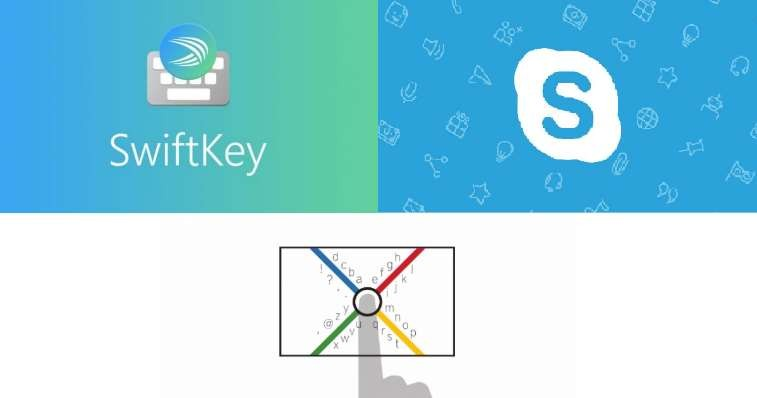 SwiftKey
S
d c b a
e f g h
! ?
l k j
y z @
m n o p
u v w x
q r s t